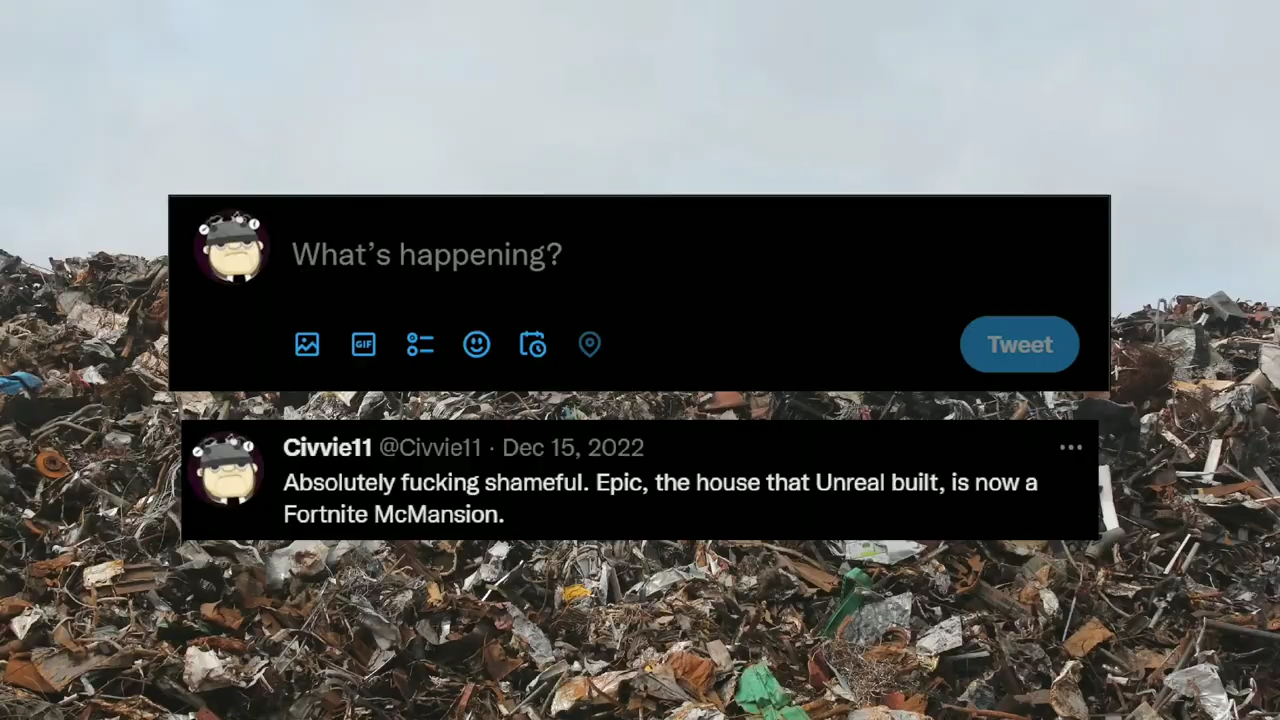 What's happening?
GIF
Tweet
Civvie11 @Civvie11 · Dec 15, 2022
Absolutely fucking shameful. Epic, the house that Unreal built, is now a
Fortnite McMansion.